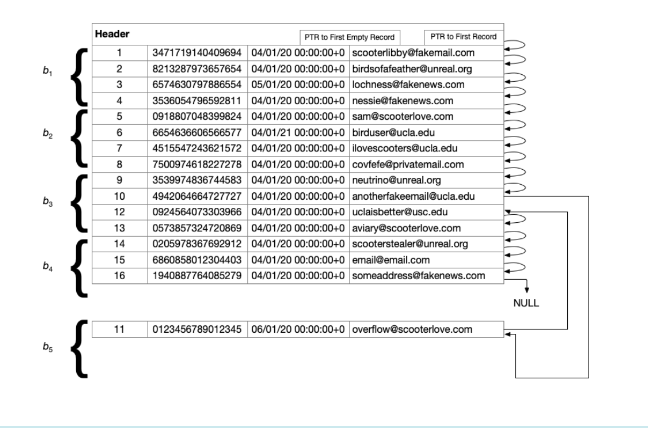 Header PTR to First Empty Record PTR to First Record
b1
1 3471719140409694 04/01/20 00:00:00+0 scooterlibby@fakemail.com
2 8213287973657654 04/01/20 00:00:00+0 birdsofafeather@unreal.org
3 6574630797886554 05/01/20 00:00:00+0 lochness@fakenews.com
4 3536054796592811 04/01/20 00:00:00+0 nessie@fakenews.com
b2
5 0918807048399824 04/01/20 00:00:00+0 sam@scooterlove.com
6 6654636606566577 04/01/21 00:00:00+0 birduser@ucla.edu
7 4515547243621572 04/01/20 00:00:00+0 ilovescooters@ucla.edu
8 7500974618227278 04/01/20 00:00:00+0 covfefe@privatemail.com
b3
9 3539974836744583 04/01/20 00:00:00+0 neutrino@unreal.org
10 4942064664727727 04/01/20 00:00:00+0 anotherfakeemail@ucla.edu
12 0924564073303966 04/01/20 00:00:00+0 uclaisbetter@usc.edu
13 0573857324720869 04/01/20 00:00:00+0 aviary@scooterlove.com
b4
14 0205978367692912 04/01/20 00:00:00+0 scooterstealer@unreal.org
15 6860858012304403 04/01/20 00:00:00+0 email@email.com
16 1940887764085279 04/01/20 00:00:00+0 someaddress@fakenews.com
NULL
b5
11 0123456789012345 06/01/20 00:00:00+0 overflow@scooterlove.com